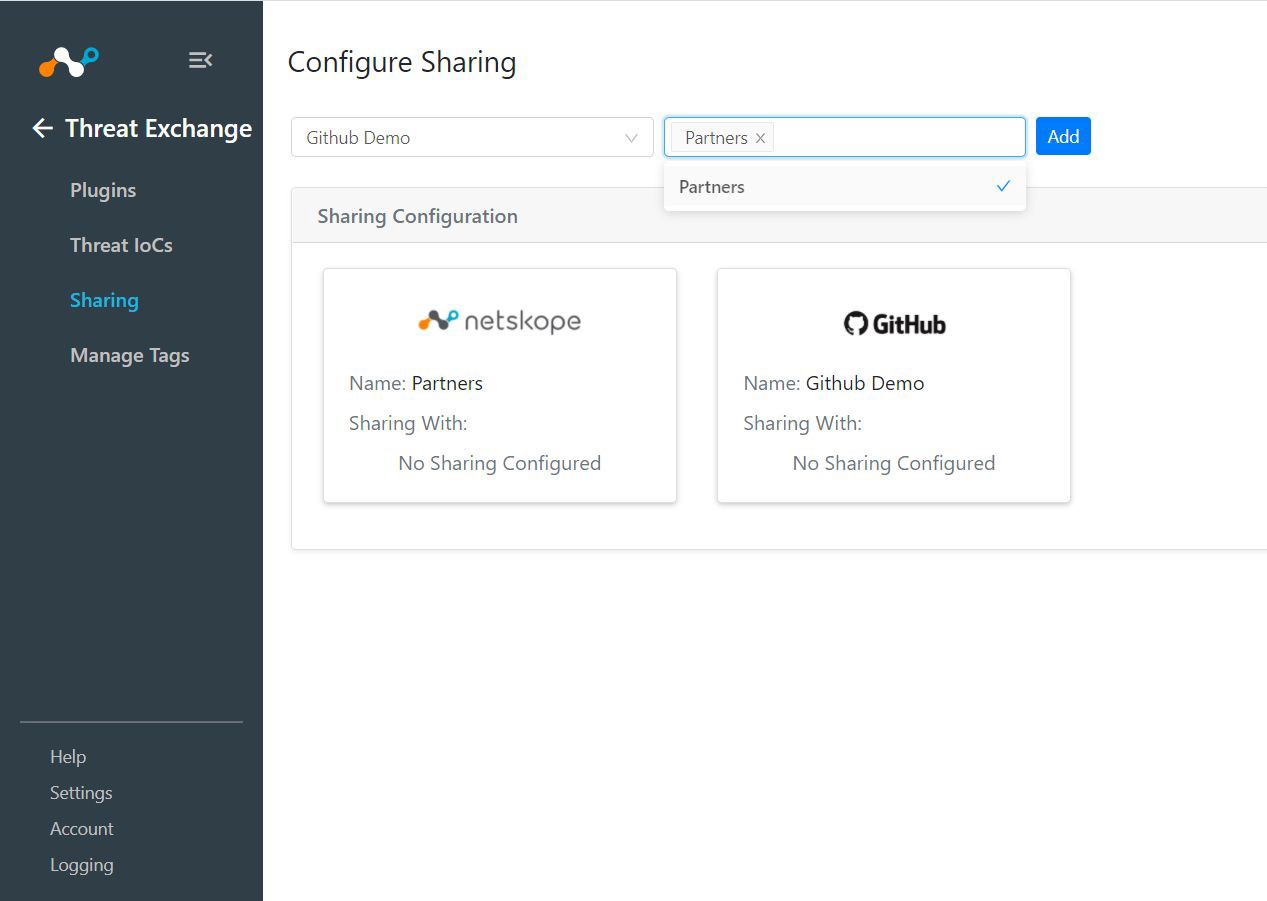 Threat Exchange
Plugins
Threat IoCs
Sharing
Manage Tags
Help
Settings
Account
Logging
Configure Sharing
Github Demo
Partners
Add
Partners
Sharing Configuration
netskope
Name: Partners
Sharing With:
No Sharing Configured
GitHub
Name: Github Demo
Sharing With:
No Sharing Configured